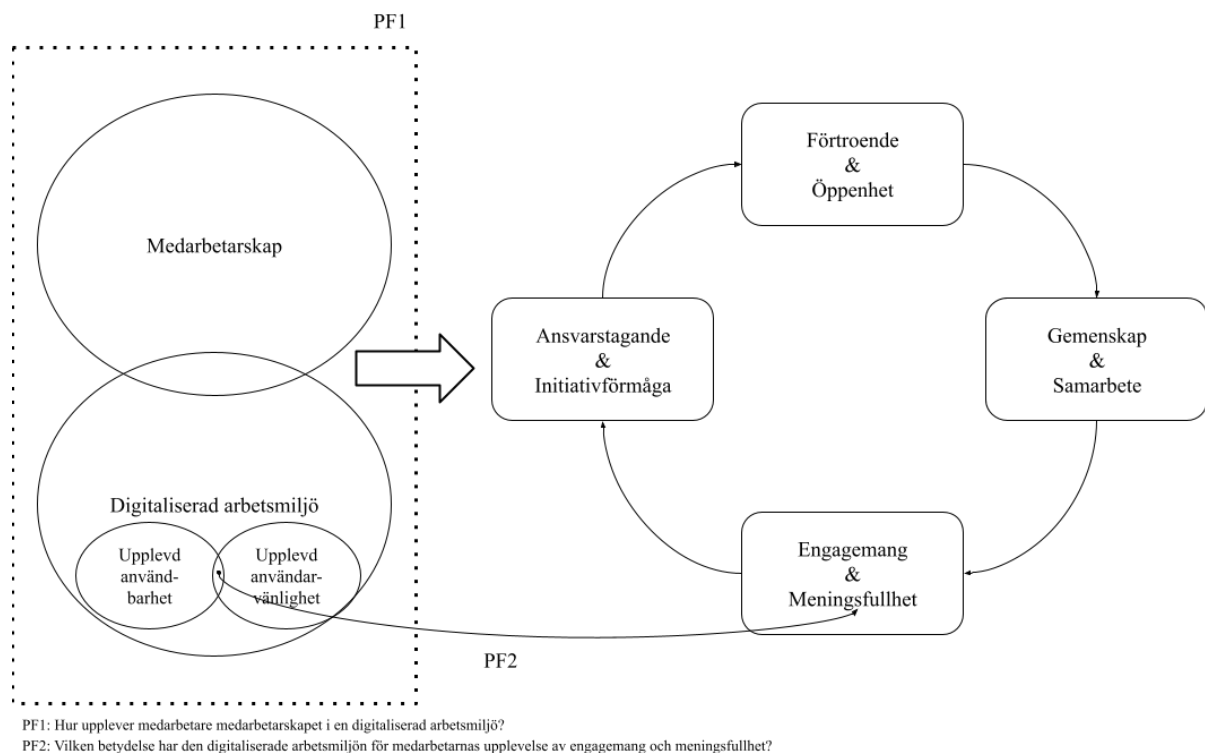 PF1
Medarbetarskap
Digitaliserad arbetsmiljö
Upplevd
använd-
barhet
Upplevd
användar-
vänlighet
Förtroende
&
Öppenhet
Ansvarstagande
&
Initiativförmåga
Gemenskap
&
Samarbete
Engagemang
&
Meningsfullhet
PF2
PF1: Hur upplever medarbetare medarbetarskapet i en digitaliserad arbetsmiljö?
PF2: Vilken betydelse har den digitaliserade arbetsmiljön för medarbetarnas upplevelse av engagemang och meningsfullhet?